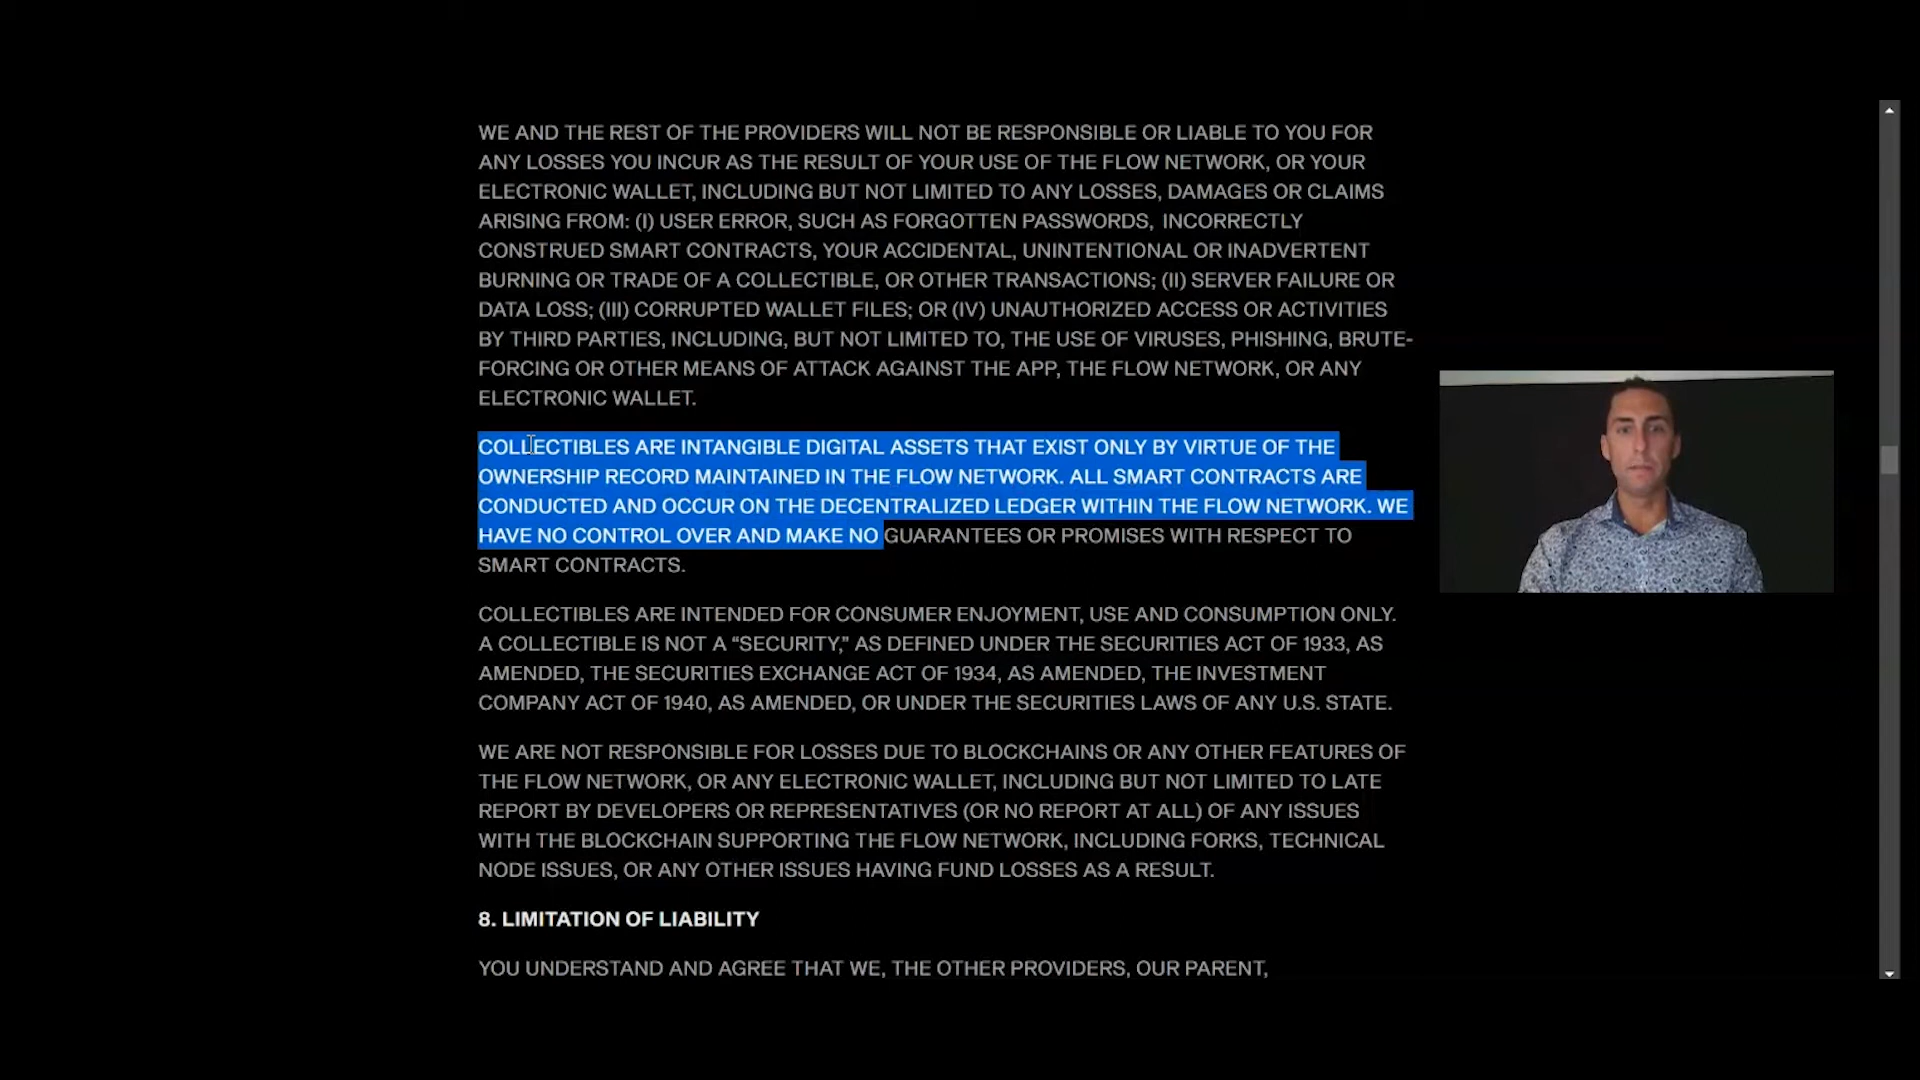 WE AND THE REST OF THE PROVIDERS WILL NOT BE RESPONSIBLE OR LIABLE TO YOU FOR
ANY LOSSES YOU INCUR AS THE RESULT OF YOUR USE OF THE FLOW NETWORK, OR YOUR
ELECTRONIC WALLET, INCLUDING BUT NOT LIMITED TO ANY LOSSES, DAMAGES OR CLAIMS
ARISING FROM: (I) USER ERROR, SUCH AS FORGOTTEN PASSWORDS, INCORRECTLY
CONSTRUED SMART CONTRACTS, YOUR ACCIDENTAL, UNINTENTIONAL OR INADVERTENT
BURNING OR TRADE OF A COLLECTIBLE, OR OTHER TRANSACTIONS; (II) SERVER FAILURE OR
DATA LOSS; (III) CORRUPTED WALLET FILES; OR (IV) UNAUTHORIZED ACCESS OR ACTIVITIES
BY THIRD PARTIES, INCLUDING, BUT NOT LIMITED TO, THE USE OF VIRUSES, PHISHING, BRUTE-
FORCING OR OTHER MEANS OF ATTACK AGAINST THE APP, THE FLOW NETWORK, OR ANY
ELECTRONIC WALLET.
COLLECTIBLES ARE INTANGIBLE DIGITAL ASSETS THAT EXIST ONLY BY VIRTUE OF THE
OWNERSHIP RECORD MAINTAINED IN THE FLOW NETWORK. ALL SMART CONTRACTS ARE
CONDUCTED AND OCCUR ON THE DECENTRALIZED LEDGER WITHIN THE FLOW NETWORK. WE
HAVE NO CONTROL OVER AND MAKE NO GUARANTEES OR PROMISES WITH RESPECT TO
SMART CONTRACTS.
COLLECTIBLES ARE INTENDED FOR CONSUMER ENJOYMENT, USE AND CONSUMPTION ONLY.
A COLLECTIBLE IS NOT A “SECURITY,” AS DEFINED UNDER THE SECURITIES ACT OF 1933, AS
AMENDED, THE SECURITIES EXCHANGE ACT OF 1934, AS AMENDED, THE INVESTMENT
COMPANY ACT OF 1940, AS AMENDED, OR UNDER THE SECURITIES LAWS OF ANY U.S. STATE.
WE ARE NOT RESPONSIBLE FOR LOSSES DUE TO BLOCKCHAINS OR ANY OTHER FEATURES OF
THE FLOW NETWORK, OR ANY ELECTRONIC WALLET, INCLUDING BUT NOT LIMITED TO LATE
REPORT BY DEVELOPERS OR REPRESENTATIVES (OR NO REPORT AT ALL) OF ANY ISSUES
WITH THE BLOCKCHAIN SUPPORTING THE FLOW NETWORK, INCLUDING FORKS, TECHNICAL
NODE ISSUES, OR ANY OTHER ISSUES HAVING FUND LOSSES AS A RESULT.
8. LIMITATION OF LIABILITY
YOU UNDERSTAND AND AGREE THAT WE, THE OTHER PROVIDERS, OUR PARENT,